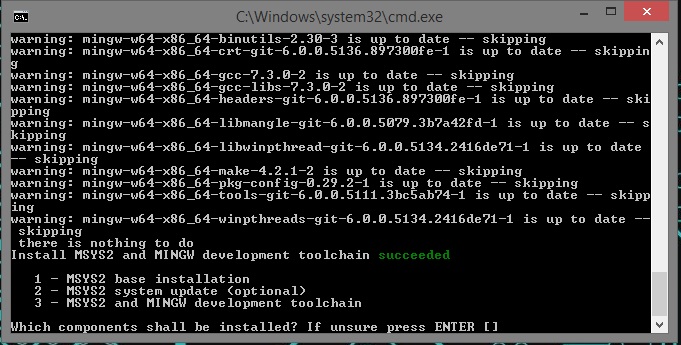 C:\Windows\system32\cmd.exe
warning: mingw-w64-x86_64-binutils-2.30-3 is up to date -- skipping
warning: mingw-w64-x86_64-crt-git-6.0.0.5136.897300fe-1 is up to date -- skippin
g
warning: mingw-w64-x86_64-gcc-7.3.0-2 is up to date -- skipping
warning: mingw-w64-x86_64-gcc-libs-7.3.0-2 is up to date -- skipping
warning: mingw-w64-x86_64-headers-git-6.0.0.5136.897300fe-1 is up to date -- ski
pping
warning: mingw-w64-x86_64-libmangle-git-6.0.0.5079.3b7a42fd-1 is up to date -- s
kipping
warning: mingw-w64-x86_64-libwinpthread-git-6.0.0.5134.2416de71-1 is up to date
-- skipping
warning: mingw-w64-x86_64-make-4.2.1-2 is up to date -- skipping
warning: mingw-w64-x86_64-pkg-config-0.29.2-1 is up to date -- skipping
warning: mingw-w64-x86_64-tools-git-6.0.0.5111.3bc5ab74-1 is up to date -- skipp
ing
warning: mingw-w64-x86_64-winpthreads-git-6.0.0.5134.2416de71-1 is up to date --
skipping
there is nothing to do
Install MSYS2 and MINGW development toolchain succeeded
1 - MSYS2 base installation
2 - MSYS2 system update (optional)
3 - MSYS2 and MINGW development toolchain
Which components shall be installed? If unsure press ENTER []